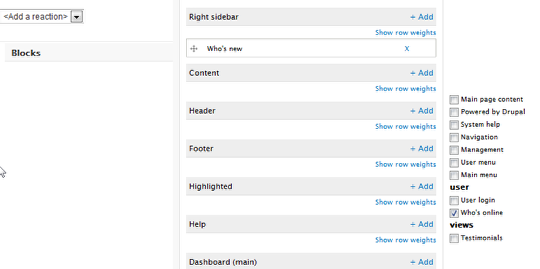 <Add a reaction>
Blocks
Right sidebar + Add
Show row weights
Who's new X
Content + Add
Show row weights
Header + Add
Show row weights
Footer + Add
Show row weights
Highlighted + Add
Show row weights
Help + Add
Show row weights
Dashboard (main) + Add
Main page content
Powered by Drupal
System help
Navigation
Management
User menu
Main menu
user
User login
Who's online
views
Testimonials